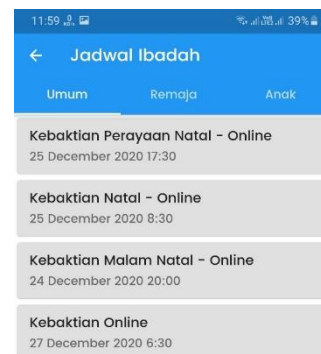 11:59
39%
Jadwal Ibadah
Umum Remaja Anak
Kebaktian Perayaan Natal - Online
25 December 2020 17:30
Kebaktian Natal - Online
25 December 2020 8:30
Kebaktian Malam Natal - Online
24 December 2020 20:00
Kebaktian Online
27 December 2020 6:30